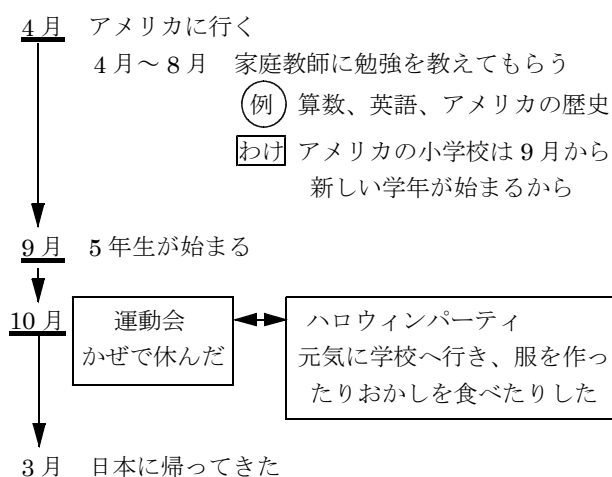 4月 アメリカに行く
4月～8月 家庭教師に勉強を教えてもらう
例 算数、英語、アメリカの歴史
わけ アメリカの小学校は9月から
新しい学年が始まるから
9月 5年生が始まる
10月 運動会 ハロウィンパーティ
かぜで休んだ 元気に学校へ行き、服を作っ
たりおかしを食べたりした
3月 日本に帰ってきた